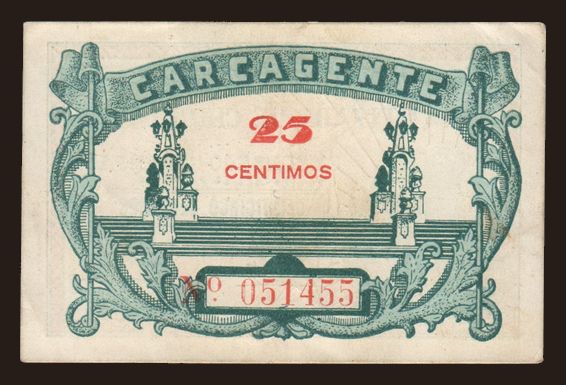 CARCAGENTE
25
CENTIMOS
Nº. 051455